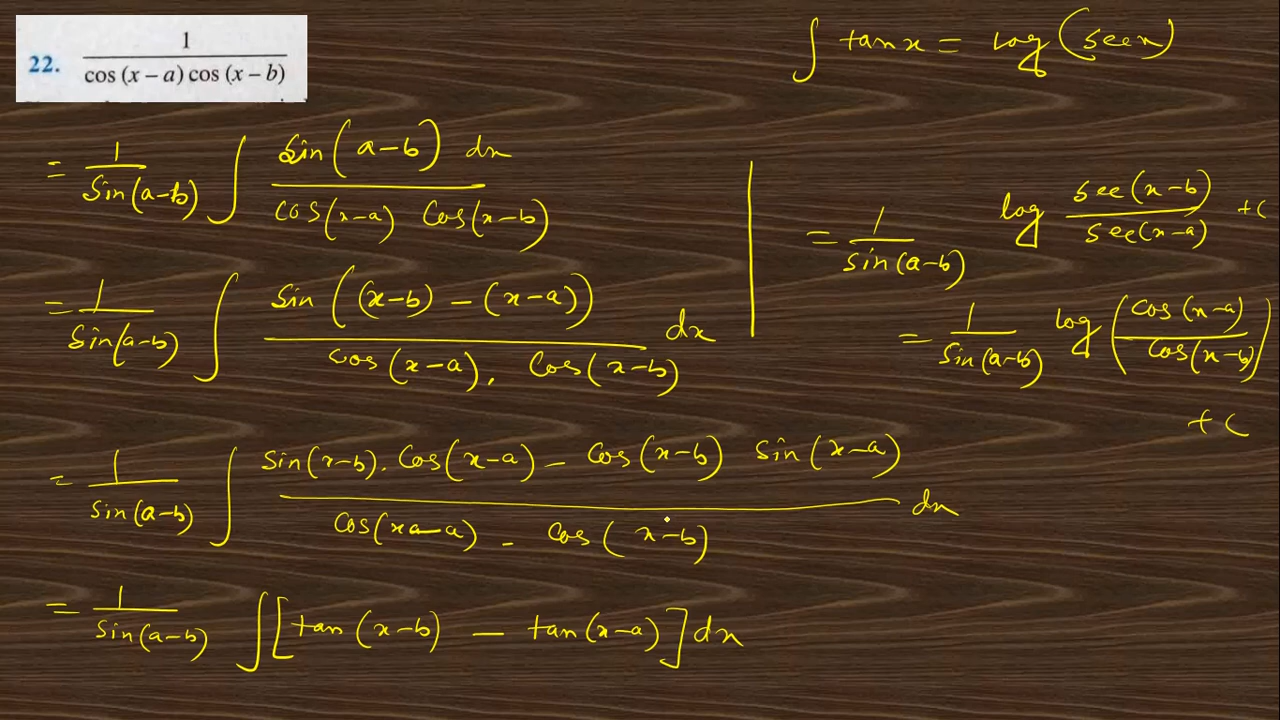 22. 1 / cos (x – a) cos (x – b)
∫ tan x = log (sec x)
= 1/Sin(a-b) ∫ Sin(a-b) dx / cos(x-a) Cos(x-b)
= 1/Sin(a-b) ∫ Sin((x-b) - (x-a)) / cos(x-a). Cos(x-b) dx
= 1/Sin(a-b) ∫ Sin(x-b). Cos(x-a) - Cos(x-b) Sin(x-a) / Cos(x-a) - Cos(x-b) dx
= 1/Sin(a-b) ∫[tan(x-b) - tan(x-a)] dx
= 1/Sin(a-b) log sec(x-b)/sec(x-a) + C
= 1/Sin(a-b) log (Cos(x-a)/Cos(x-b))
+ C